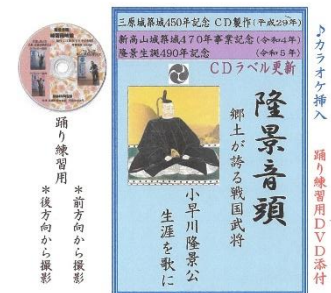 三原城築城450年記念 CD製作(平成29年)
新高山城築城470年事業記念(令和4年)
隆景生誕490年記念 (令和5年)
CDラベル更新
♪カラオケ挿入 踊り練習用DVD添付
隆景音頭
郷土が誇る戦国武将
小早川隆景公
生涯を歌に
踊り練習用
*前方向から撮影
*後方向から撮影